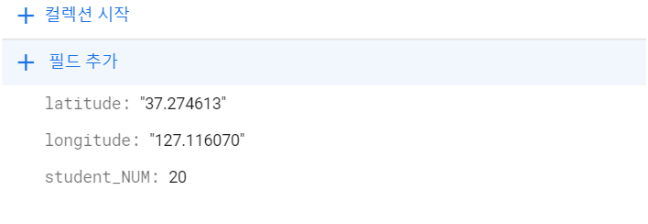 + 컬렉션 시작
+ 필드 추가
latitude: "37.274613"
longitude: "127.116070"
student_NUM: 20